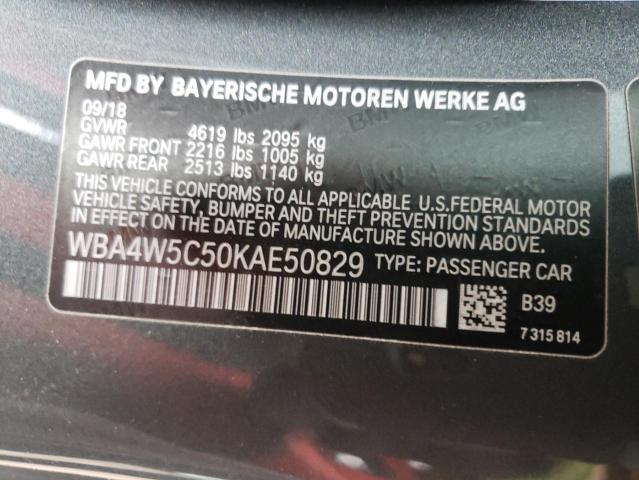 MFD BY BAYERISCHE MOTOREN WERKE AG
09/18
GVWR 4619 lbs 2095 kg
GAWR FRONT 2216 lbs 1005 kg
GAWR REAR 2513 lbs 1140 kg
THIS VEHICLE CONFORMS TO ALL APPLICABLE U.S.FEDERAL MOTOR
VEHICLE SAFETY, BUMPER AND THEFT PREVENTION STANDARDS
IN EFFECT ON THE DATE OF MANUFACTURE SHOWN ABOVE.
WBA4W5C50KAE50829 TYPE: PASSENGER CAR
B39
7 315 814